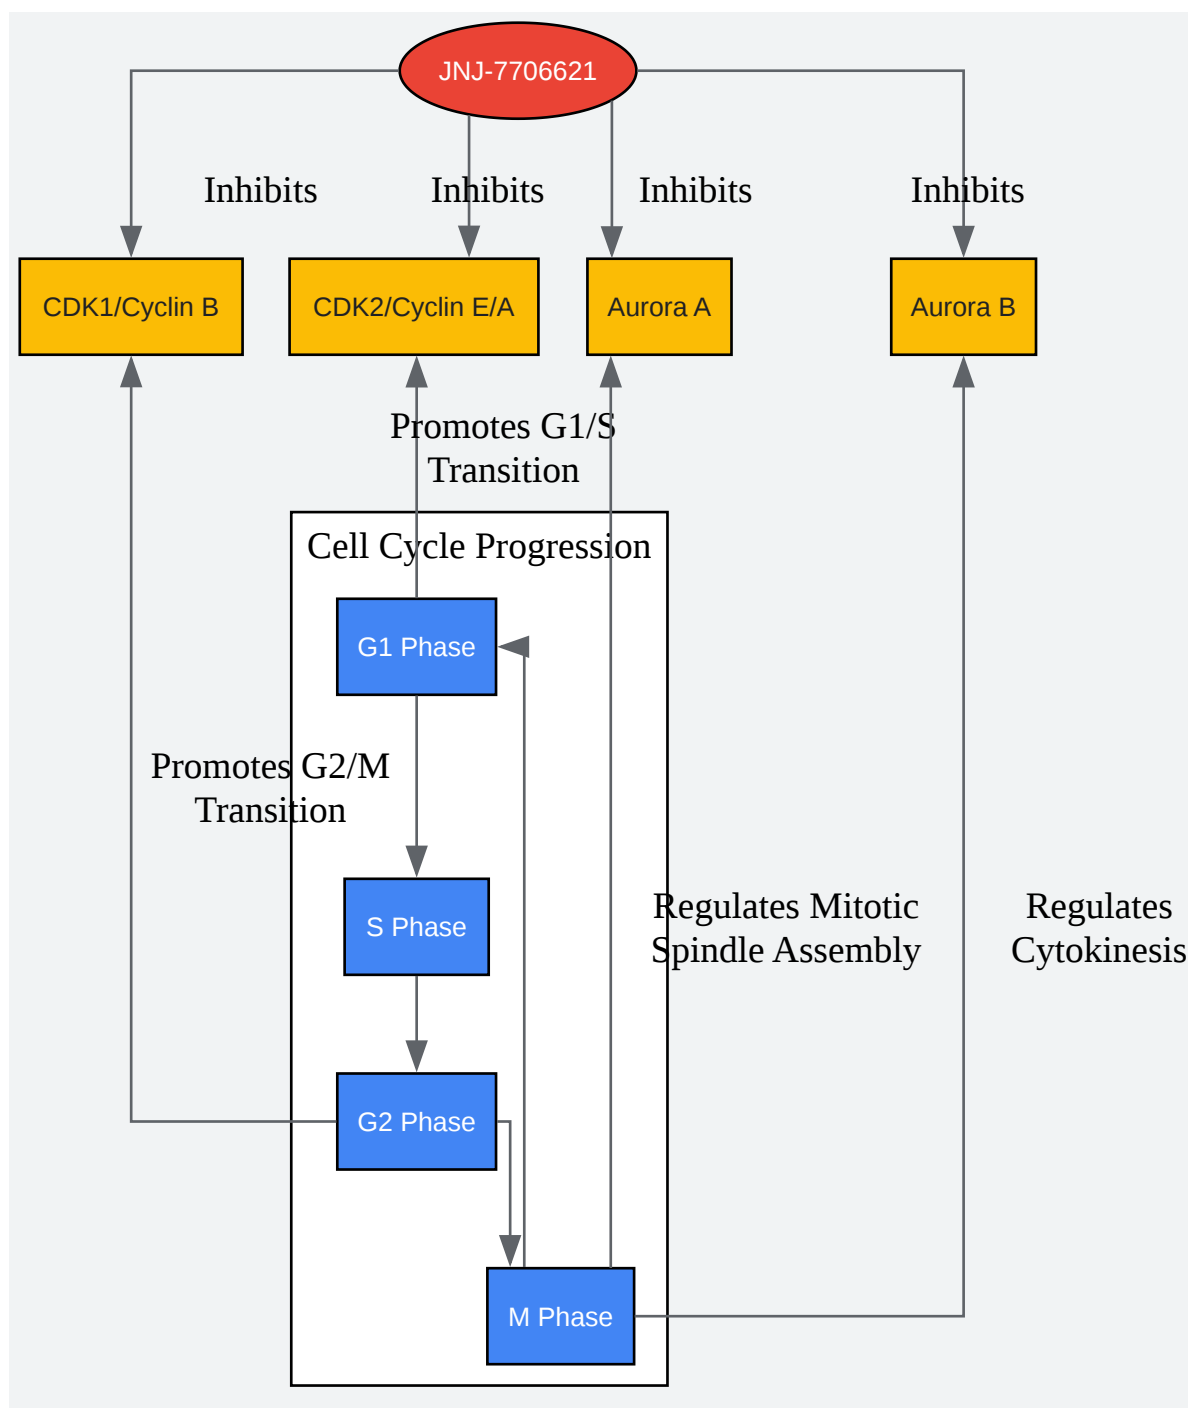 JNJ-7706621
Inhibits
Inhibits
Inhibits
Inhibits
CDK1/Cyclin B
CDK2/Cyclin E/A
Aurora A
Aurora B
Promotes G1/S
Transition
Cell Cycle Progression
G1 Phase
Promotes G2/M
Transition
S Phase
Regulates Mitotic
Spindle Assembly
Regulates
Cytokinesis
G2 Phase
M Phase